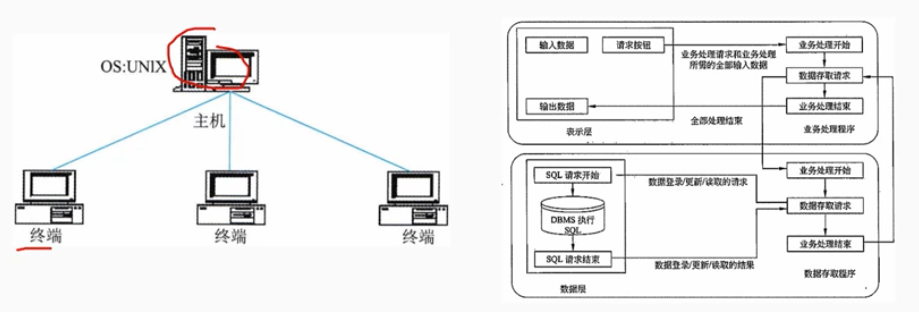 OS:UNIX
主机
终端
终端
终端
输入数据
请求按钮
业务处理请求和业务处理
所需的全部输入数据
业务处理开始
数据存取请求
业务处理结束
输出数据
全部处理结束
表示层
业务处理程序
SQL 请求开始
数据登录/更新/读取的请求
业务处理开始
DBMS 执行
SQL
数据存取请求
SQL 请求结束
数据登录/更新/读取的结果
业务处理结束
数据层
数据存取程序